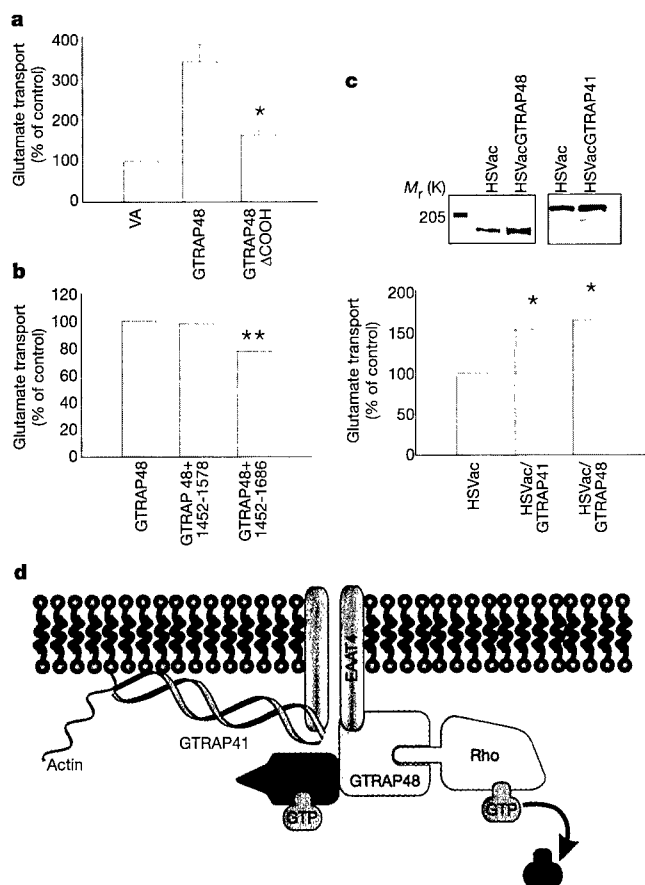 a
Glutamate transport
(% of control)
400
300
200
100
0
*
VA
GTRAP48
GTRAP48
ΔCOOH
b
Glutamate transport
(% of control)
120
100
80
60
40
20
0
**
GTRAP48
GTRAP 48+
1452-1578
GTRAP48+
1452-1686
c
HSVac
HSVacGTRAP48
HSVac
HSVacGTRAP41
Mr (K)
205
Glutamate transport
(% of control)
200
150
100
50
0
*
*
HSVac
HSVac/
GTRAP41
HSVac/
GTRAP48
d
EAAT4
GTRAP41
Actin
GTP
GTRAP48
Rho
GTP